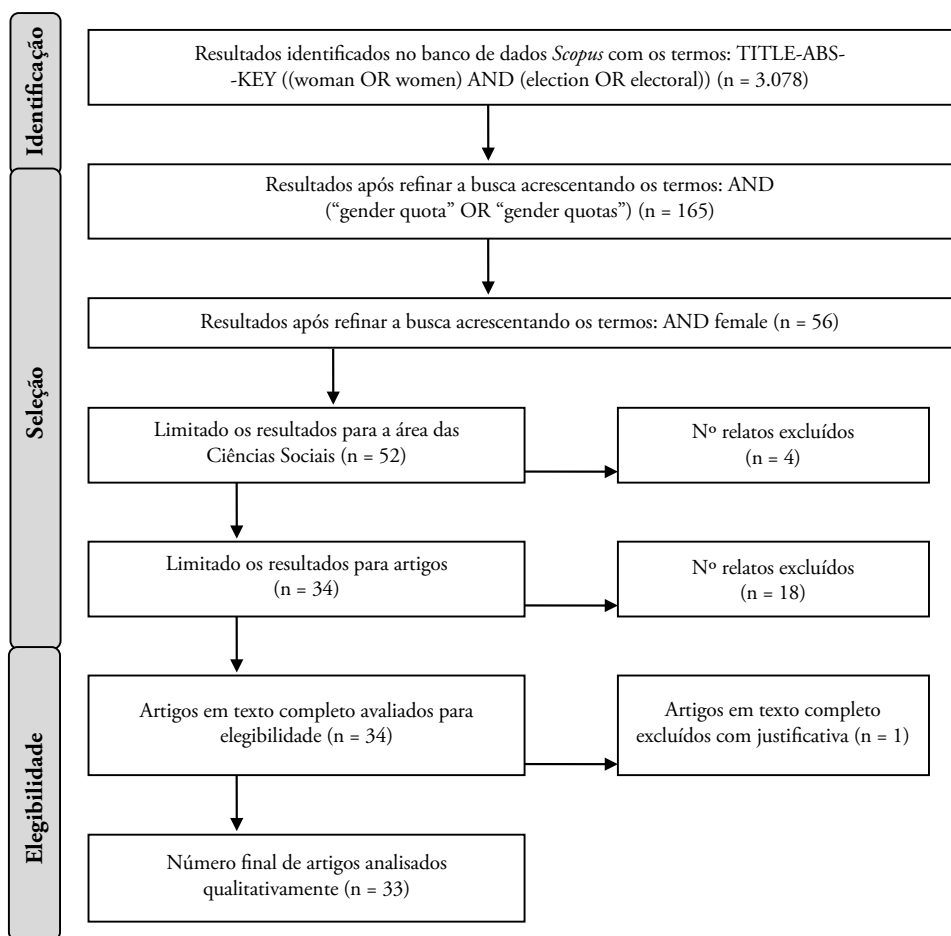 Identificação
Resultados identificados no banco de dados Scopus com os termos: TITLE-ABS-
-KEY ((woman OR women) AND (election OR electoral)) (n = 3.078)
Seleção
Resultados após refinar a busca acrescentando os termos: AND
(“gender quota” OR “gender quotas”) (n = 165)
Resultados após refinar a busca acrescentando os termos: AND female (n = 56)
Limitado os resultados para a área das
Ciências Sociais (n = 52)
Nº relatos excluídos
(n = 4)
Limitado os resultados para artigos
(n = 34)
Nº relatos excluídos
(n = 18)
Elegibilidade
Artigos em texto completo avaliados para
elegibilidade (n = 34)
Artigos em texto completo
excluídos com justificativa (n = 1)
Número final de artigos analisados
qualitativamente (n = 33)